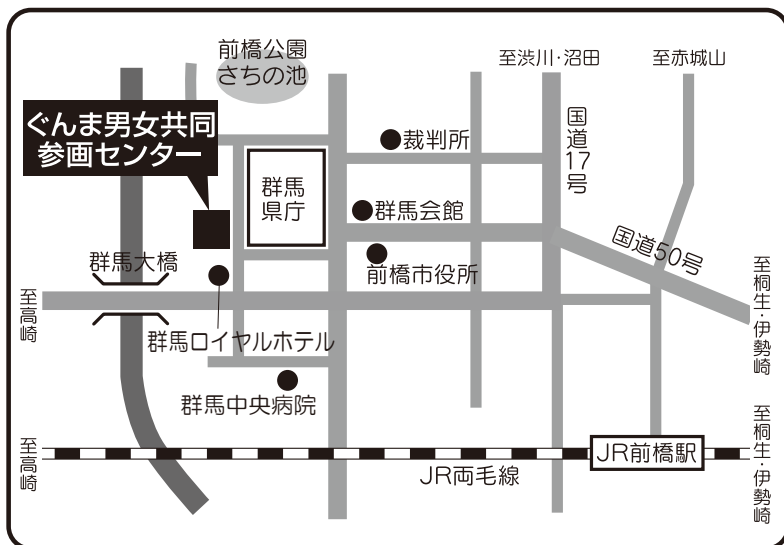 前橋公園
さちの池
至渋川・沼田
至赤城山
ぐんま男女共同
参画センター
裁判所
国道17号
群馬
県庁
群馬会館
国道50号
群馬大橋
前橋市役所
至高崎
至桐生・伊勢崎
群馬ロイヤルホテル
群馬中央病院
至高崎
JR両毛線
JR前橋駅
至桐生・伊勢崎